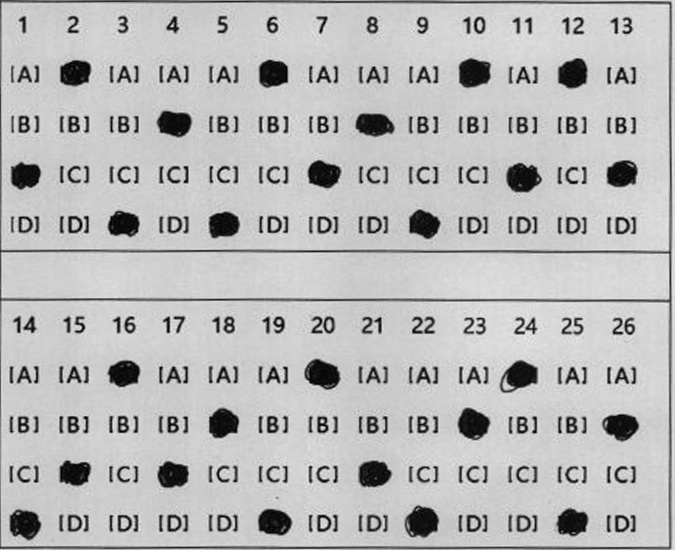 1 2 3 4 5 6 7 8 9 10 11 12 13
[A] [A] [A] [A] [A] [A] [A] [A] [A]
[B] [B] [B] [B] [B] [B] [B] [B] [B] [B] [B]
[C] [C] [C] [C] [C] [C] [C] [C] [C]
[D] [D] [D] [D] [D] [D] [D] [D] [D] [D]
14 15 16 17 18 19 20 21 22 23 24 25 26
[A] [A] [A] [A] [A] [A] [A] [A] [A] [A]
[B] [B] [B] [B] [B] [B] [B] [B] [B] [B]
[C] [C] [C] [C] [C] [C] [C] [C] [C] [C]
[D] [D] [D] [D] [D] [D] [D] [D] [D]